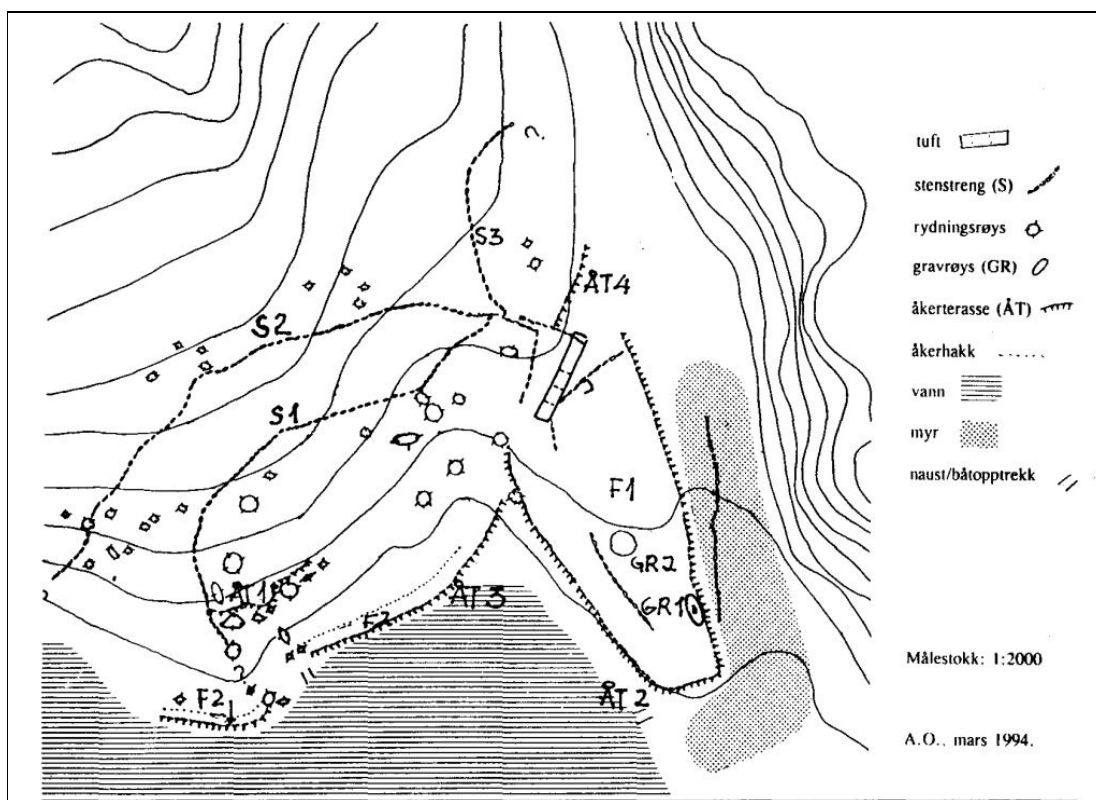 ?
S3
ÅT4
S2
S1
F1
GR2
GR1
ÅT1
ÅT3
F2
ÅT2
F2
tuft
stenstreng (S)
rydningsrøys
gravrøys (GR)
åkerterasse (ÅT)
åkerhakk
vann
myr
naust/båtopptrekk
Målestokk: 1:2000
A.O., mars 1994.